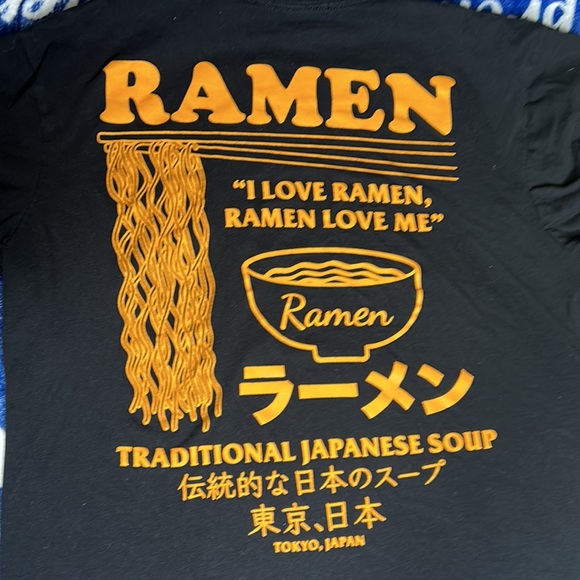 RAMEN
“I LOVE RAMEN,
RAMEN LOVE ME”
Ramen
ラーメン
TRADITIONAL JAPANESE SOUP
伝統的な日本のスープ
東京、日本
TOKYO, JAPAN